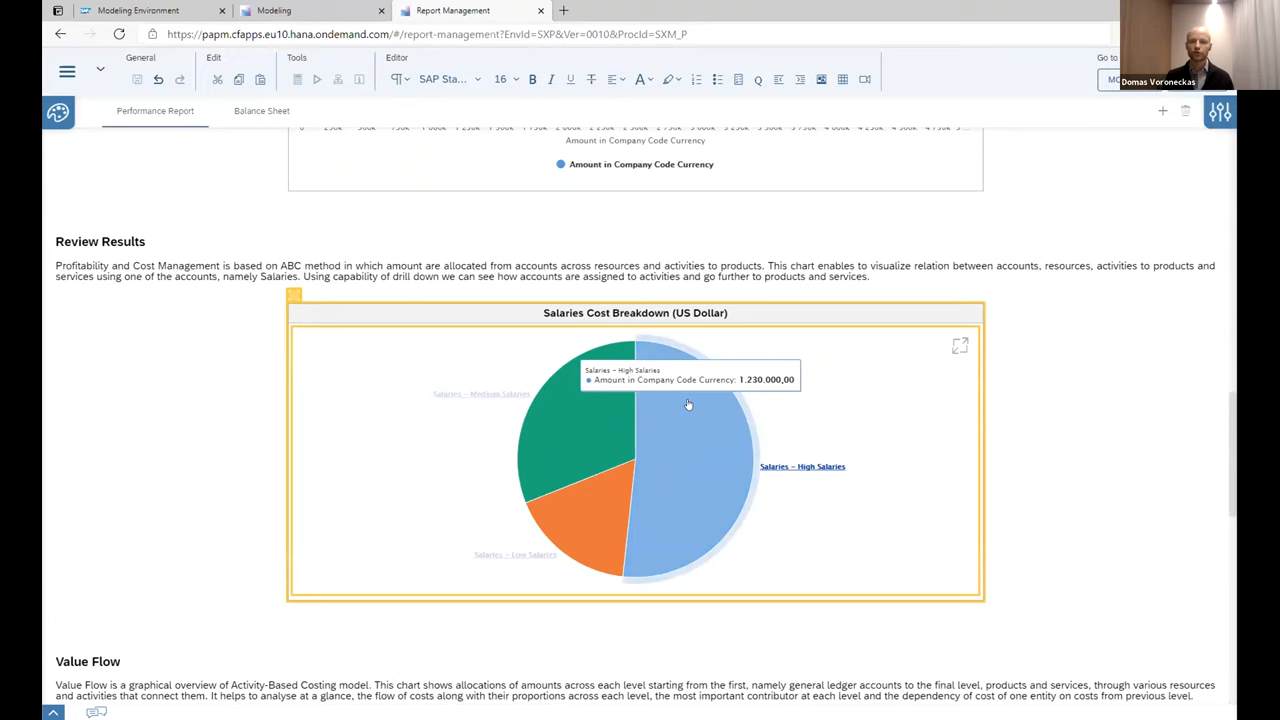 Modeling Environment
Modeling
Report Management
https://papm.cfapps.eu10.hana.ondemand.com/#/report-management?EnvId=SXP&Ver=0010&ProcId=SXM_P
General
Edit
Tools
Editor
Go to
SAP Sta...
16
B
I
U
Domas Voroneckas
Performance Report
Balance Sheet
Amount in Company Code Currency
Amount in Company Code Currency
Review Results
Profitability and Cost Management is based on ABC method in which amount are allocated from accounts across resources and activities to products. This chart enables to visualize relation between accounts, resources, activities to products and
services using one of the accounts, namely Salaries. Using capability of drill down we can see how accounts are assigned to activities and go further to products and services.
Salaries Cost Breakdown (US Dollar)
Salaries – High Salaries
Amount in Company Code Currency: 1.230.000,00
Salaries – Medium Salaries
Salaries – High Salaries
Salaries – Low Salaries
Value Flow
Value Flow is a graphical overview of Activity-Based Costing model. This chart shows allocations of amounts across each level starting from the first, namely general ledger accounts to the final level, products and services, through various resources
and activities that connect them. It helps to analyse at a glance, the flow of costs along with their proportions across each level, the most important contributor at each level and the dependency of cost of one entity on costs from previous level.